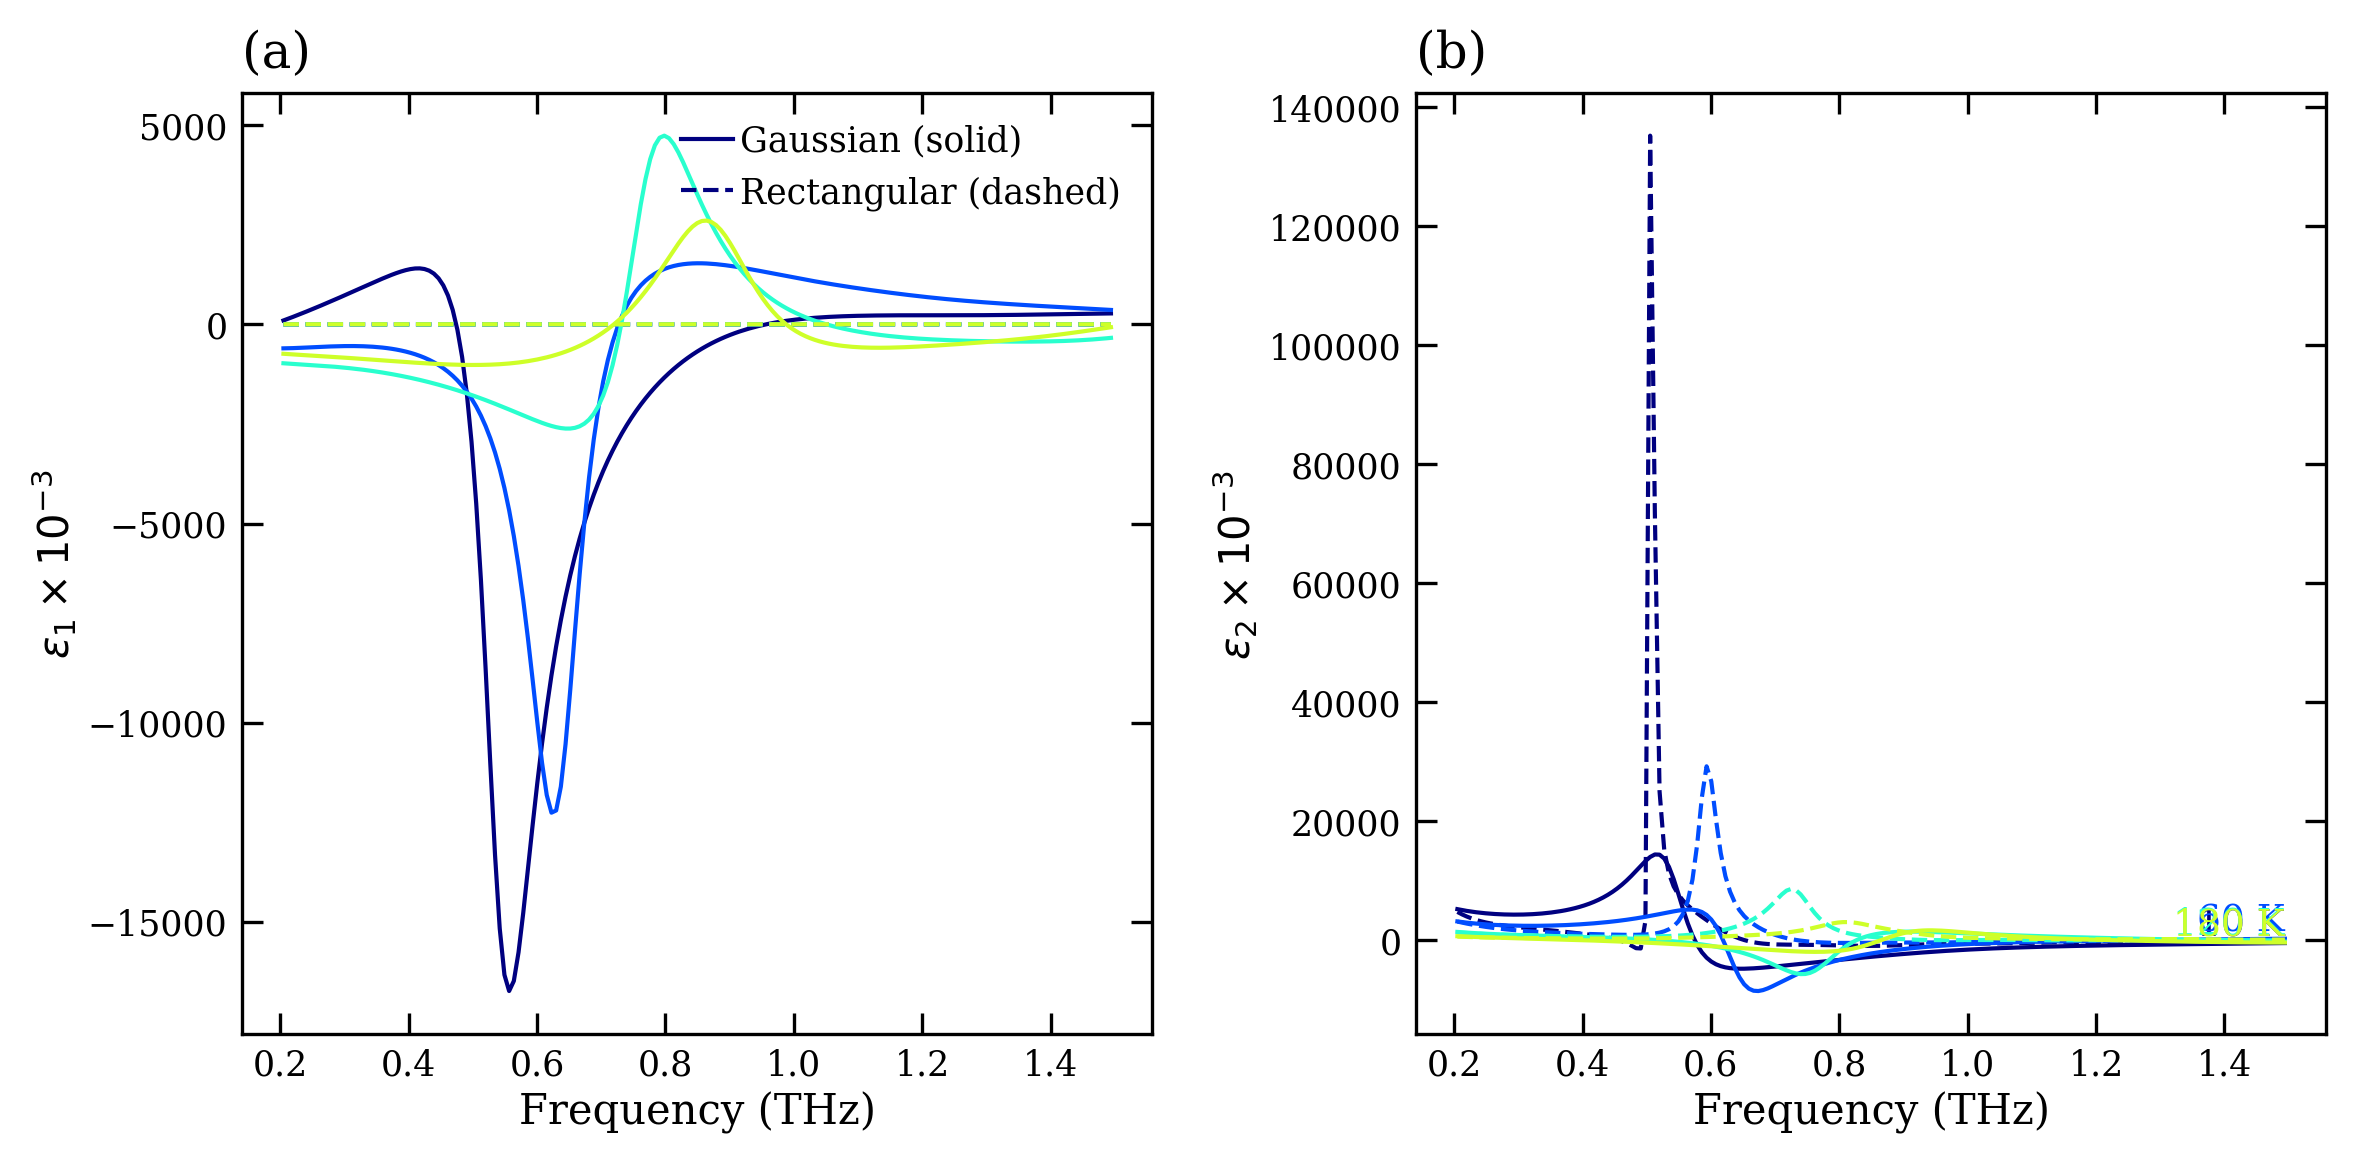 (a)
5000
0
−5000
−10000
−15000
0.2 0.4 0.6 0.8 1.0 1.2 1.4
Frequency (THz)
ε₁ × 10⁻³
Gaussian (solid)
Rectangular (dashed)
(b)
140000
120000
100000
80000
60000
40000
20000
0
0.2 0.4 0.6 0.8 1.0 1.2 1.4
Frequency (THz)
ε₂ × 10⁻³